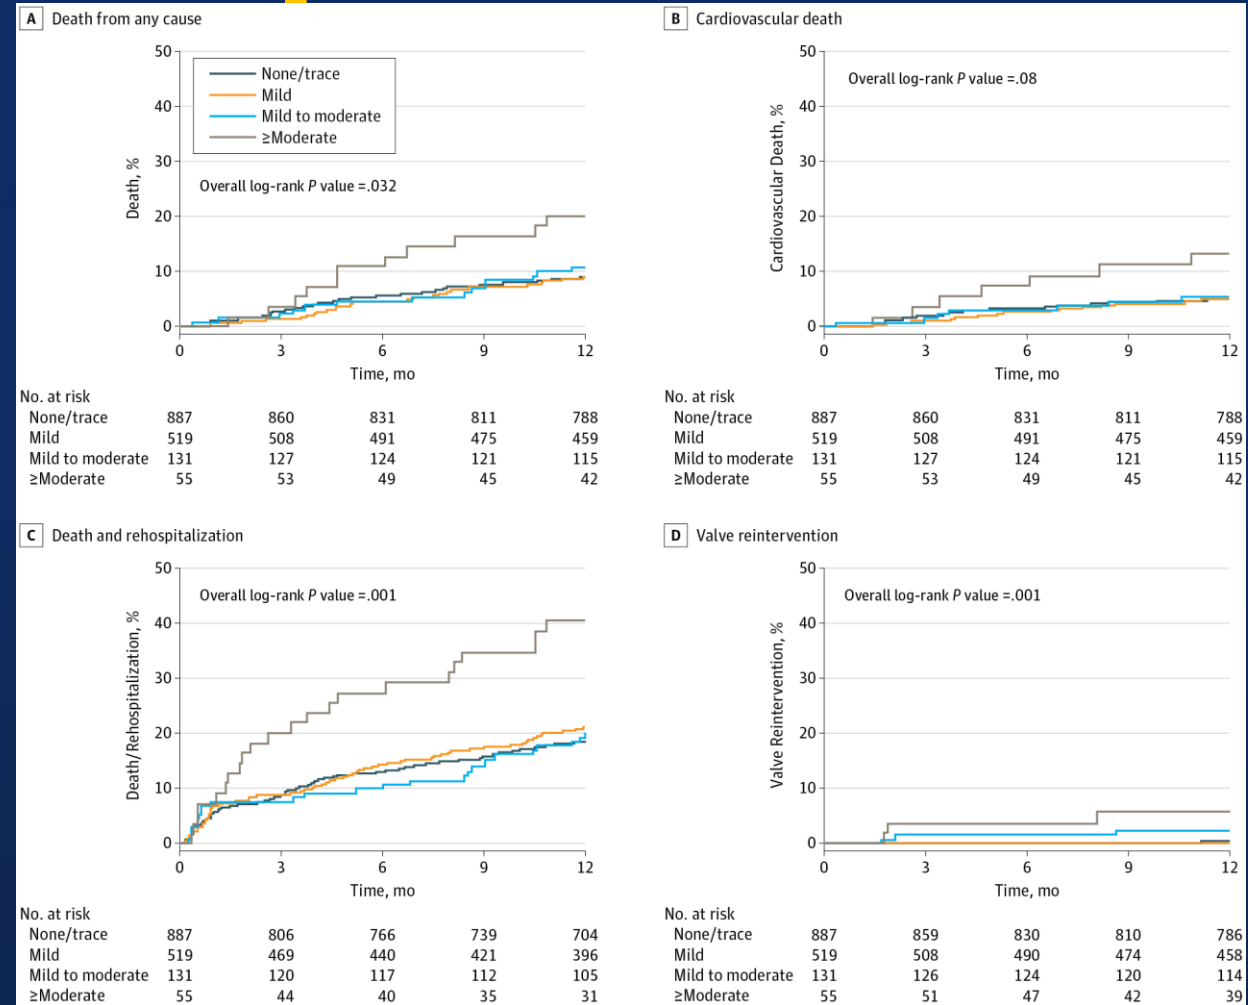 A Death from any cause
50
40
30
20
10
0
Death, %
None/trace
Mild
Mild to moderate
≥Moderate
Overall log-rank P value =.032
0 3 6 9 12
Time, mo
No. at risk
None/trace 887 860 831 811 788
Mild 519 508 491 475 459
Mild to moderate 131 127 124 121 115
≥Moderate 55 53 49 45 42
B Cardiovascular death
50
40
30
20
10
0
Cardiovascular Death, %
Overall log-rank P value =.08
0 3 6 9 12
Time, mo
No. at risk
None/trace 887 860 831 811 788
Mild 519 508 491 475 459
Mild to moderate 131 127 124 121 115
≥Moderate 55 53 49 45 42
C Death and rehospitalization
50
40
30
20
10
0
Death/Rehospitalization, %
Overall log-rank P value =.001
0 3 6 9 12
Time, mo
No. at risk
None/trace 887 806 766 739 704
Mild 519 469 440 421 396
Mild to moderate 131 120 117 112 105
≥Moderate 55 44 40 35 31
D Valve reintervention
50
40
30
20
10
0
Valve Reintervention, %
Overall log-rank P value =.001
0 3 6 9 12
Time, mo
No. at risk
None/trace 887 859 830 810 786
Mild 519 508 490 474 458
Mild to moderate 131 126 124 120 114
≥Moderate 55 51 47 42 39